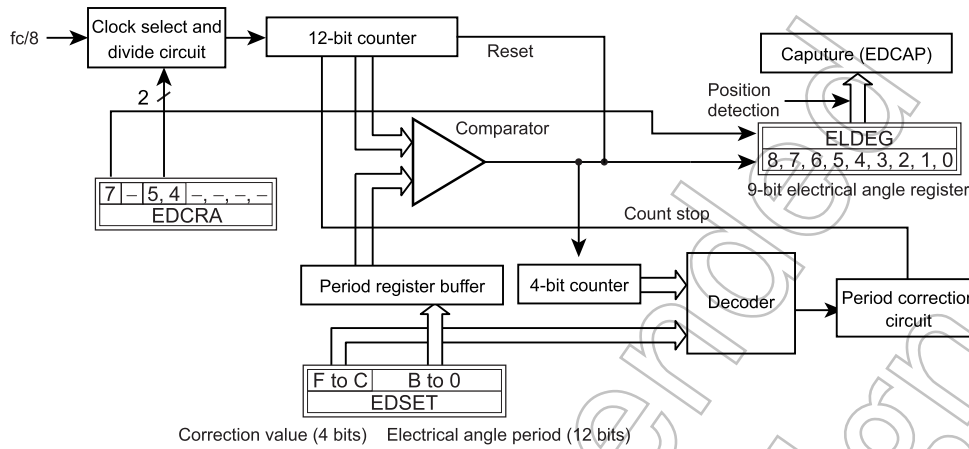 fc/8
Clock select and
divide circuit
12-bit counter
Reset
Caputure (EDCAP)
2
Position
detection
Comparator
ELDEG
8, 7, 6, 5, 4, 3, 2, 1, 0
9-bit electrical angle register
7 – 5, 4 –, –, –, –
EDCRA
Count stop
Period register buffer
4-bit counter
Decoder
Period correction
circuit
F to C B to 0
EDSET
Correction value (4 bits) Electrical angle period (12 bits)